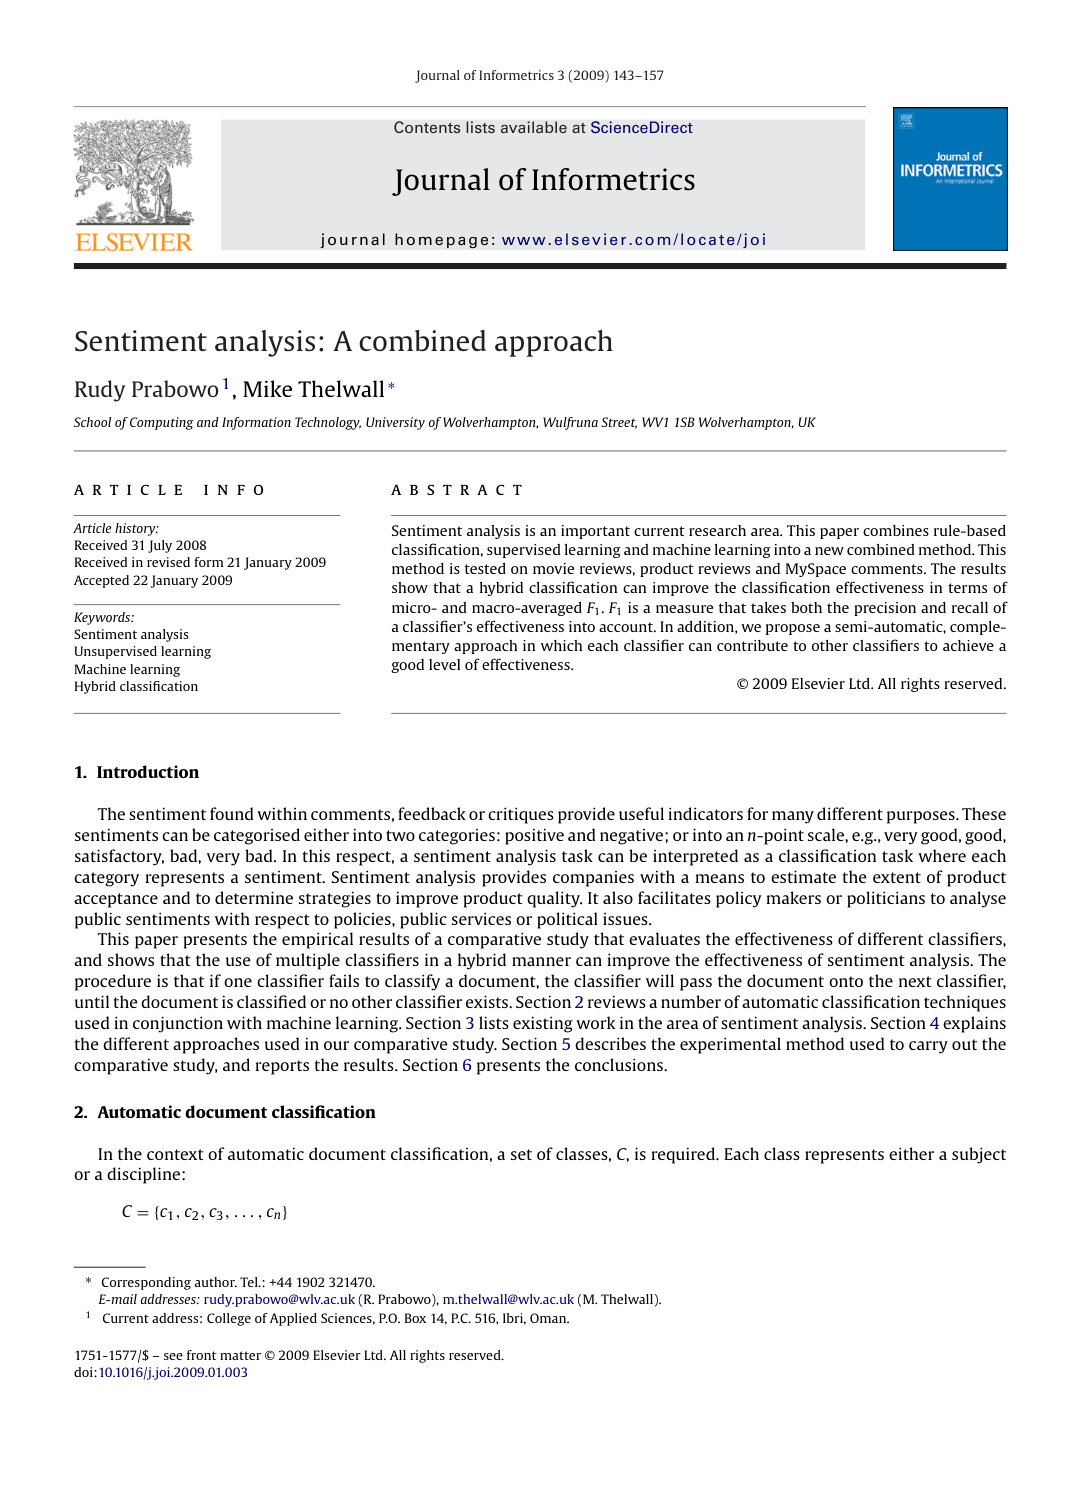 Journal of Informetrics 3 (2009) 143–157
Contents lists available at ScienceDirect
Journal of Informetrics
journal homepage: www.elsevier.com/locate/joi
ELSEVIER
Journal of
INFORMETRICS
An International Journal
Sentiment analysis: A combined approach
Rudy Prabowo 1, Mike Thelwall *
School of Computing and Information Technology, University of Wolverhampton, Wulfruna Street, WV1 1SB Wolverhampton, UK
ARTICLE INFO
Article history:
Received 31 July 2008
Received in revised form 21 January 2009
Accepted 22 January 2009
Keywords:
Sentiment analysis
Unsupervised learning
Machine learning
Hybrid classification
ABSTRACT
Sentiment analysis is an important current research area. This paper combines rule-based
classification, supervised learning and machine learning into a new combined method. This
method is tested on movie reviews, product reviews and MySpace comments. The results
show that a hybrid classification can improve the classification effectiveness in terms of
micro- and macro-averaged F1. F1 is a measure that takes both the precision and recall of
a classifier's effectiveness into account. In addition, we propose a semi-automatic, comple-
mentary approach in which each classifier can contribute to other classifiers to achieve a
good level of effectiveness.
© 2009 Elsevier Ltd. All rights reserved.
1. Introduction
The sentiment found within comments, feedback or critiques provide useful indicators for many different purposes. These
sentiments can be categorised either into two categories: positive and negative; or into an n-point scale, e.g., very good, good,
satisfactory, bad, very bad. In this respect, a sentiment analysis task can be interpreted as a classification task where each
category represents a sentiment. Sentiment analysis provides companies with a means to estimate the extent of product
acceptance and to determine strategies to improve product quality. It also facilitates policy makers or politicians to analyse
public sentiments with respect to policies, public services or political issues.
This paper presents the empirical results of a comparative study that evaluates the effectiveness of different classifiers,
and shows that the use of multiple classifiers in a hybrid manner can improve the effectiveness of sentiment analysis. The
procedure is that if one classifier fails to classify a document, the classifier will pass the document onto the next classifier,
until the document is classified or no other classifier exists. Section 2 reviews a number of automatic classification techniques
used in conjunction with machine learning. Section 3 lists existing work in the area of sentiment analysis. Section 4 explains
the different approaches used in our comparative study. Section 5 describes the experimental method used to carry out the
comparative study, and reports the results. Section 6 presents the conclusions.
2. Automatic document classification
In the context of automatic document classification, a set of classes, C, is required. Each class represents either a subject
or a discipline:
C = {c1, c2, c3, . . . , cn}
* Corresponding author. Tel.: +44 1902 321470.
E-mail addresses: rudy.prabowo@wlv.ac.uk (R. Prabowo), m.thelwall@wlv.ac.uk (M. Thelwall).
1 Current address: College of Applied Sciences, P.O. Box 14, P.C. 516, Ibri, Oman.
1751-1577/$ – see front matter © 2009 Elsevier Ltd. All rights reserved.
doi:10.1016/j.joi.2009.01.003